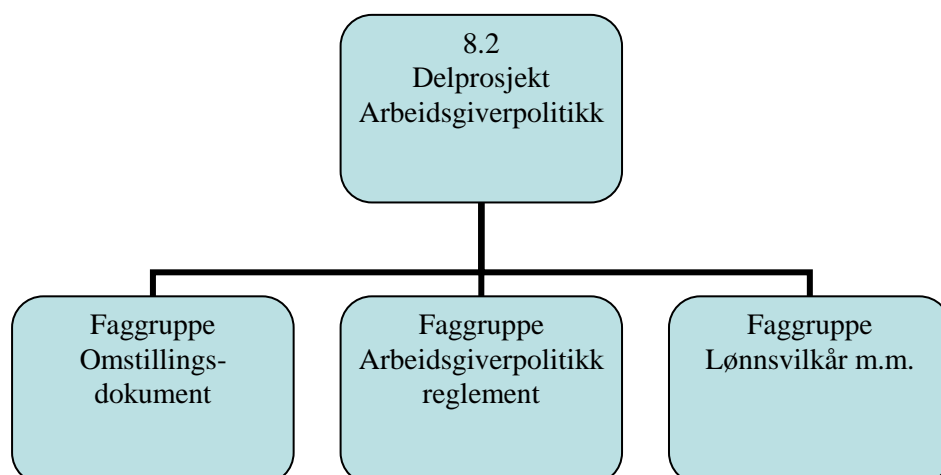 8.2
Delprosjekt
Arbeidsgiverpolitikk
Faggruppe
Omstillings-
dokument
Faggruppe
Arbeidsgiverpolitikk
reglement
Faggruppe
Lønnsvilkår m.m.